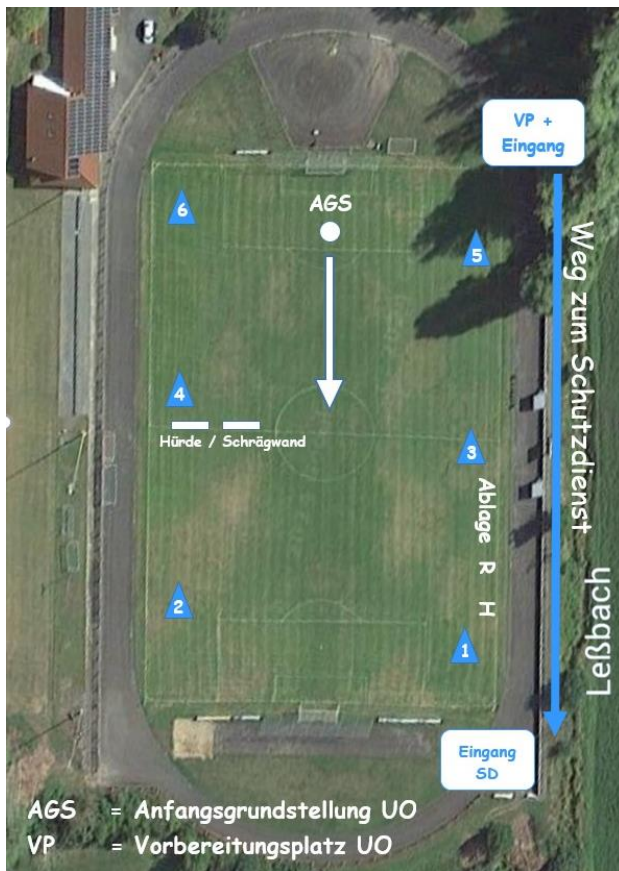 VP +
Eingang
6
AGS
5
Weg zum Schutzdienst
4
Hürde / Schrägwand
3
Ablage R H
2
1
Leßbach
Eingang
SD
AGS = Anfangsgrundstellung UO
VP = Vorbereitungsplatz UO